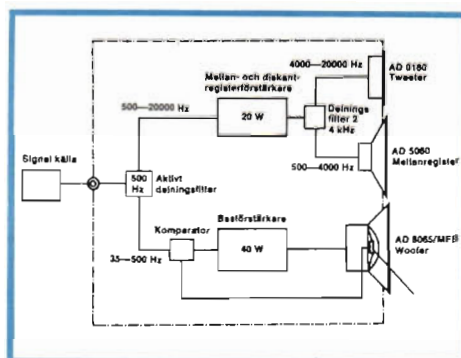 4000—20000 Hz
AD 0160
Tweeter
Mellan- och diskant-
registerförstärkare
500—20000 Hz
20 W
Delnings
filter 2
4 kHz
500—4000 Hz
AD 5060
Mellanregister
Signal källa
500
Hz
Aktivt
delningsfilter
Komparator
Basförstärkare
35—500 Hz
40 W
AD 8065/MFB
Woofer